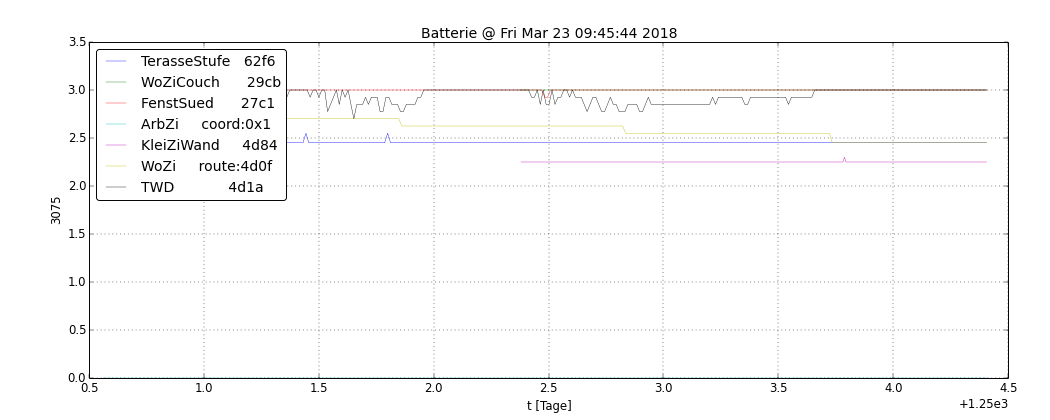 Batterie @ Fri Mar 23 09:45:44 2018
3.5
3.0
2.5
2.0
1.5
1.0
0.5
0.0
3075
TerasseStufe 62f6
WoZiCouch 29cb
FenstSued 27c1
ArbZi coord:0x1
KleiZiWand 4d84
WoZi route:4d0f
TWD 4d1a
0.5 1.0 1.5 2.0 2.5 3.0 3.5 4.0 4.5
t [Tage]
+1.25e3